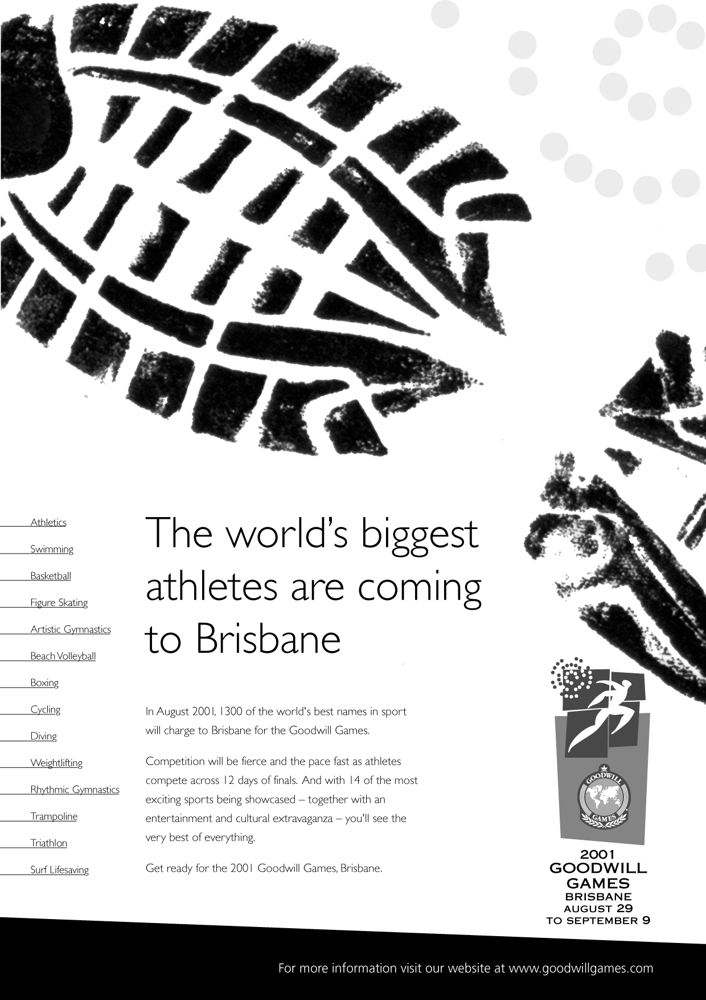 Athletics
Swimming
Basketball
Figure Skating
Artistic Gymnastics
Beach Volleyball
Boxing
Cycling
Diving
Weightlifting
Rhythmic Gymnastics
Trampoline
Triathlon
Surf Lifesaving
The world's biggest
athletes are coming
to Brisbane
In August 2001, 1300 of the world's best names in sport
will charge to Brisbane for the Goodwill Games.
Competition will be fierce and the pace fast as athletes
compete across 12 days of finals. And with 14 of the most
exciting sports being showcased – together with an
entertainment and cultural extravaganza – you'll see the
very best of everything.
Get ready for the 2001 Goodwill Games, Brisbane.
GOODWILL
GAMES
2001
GOODWILL
GAMES
BRISBANE
AUGUST 29
TO SEPTEMBER 9
For more information visit our website at www.goodwillgames.com